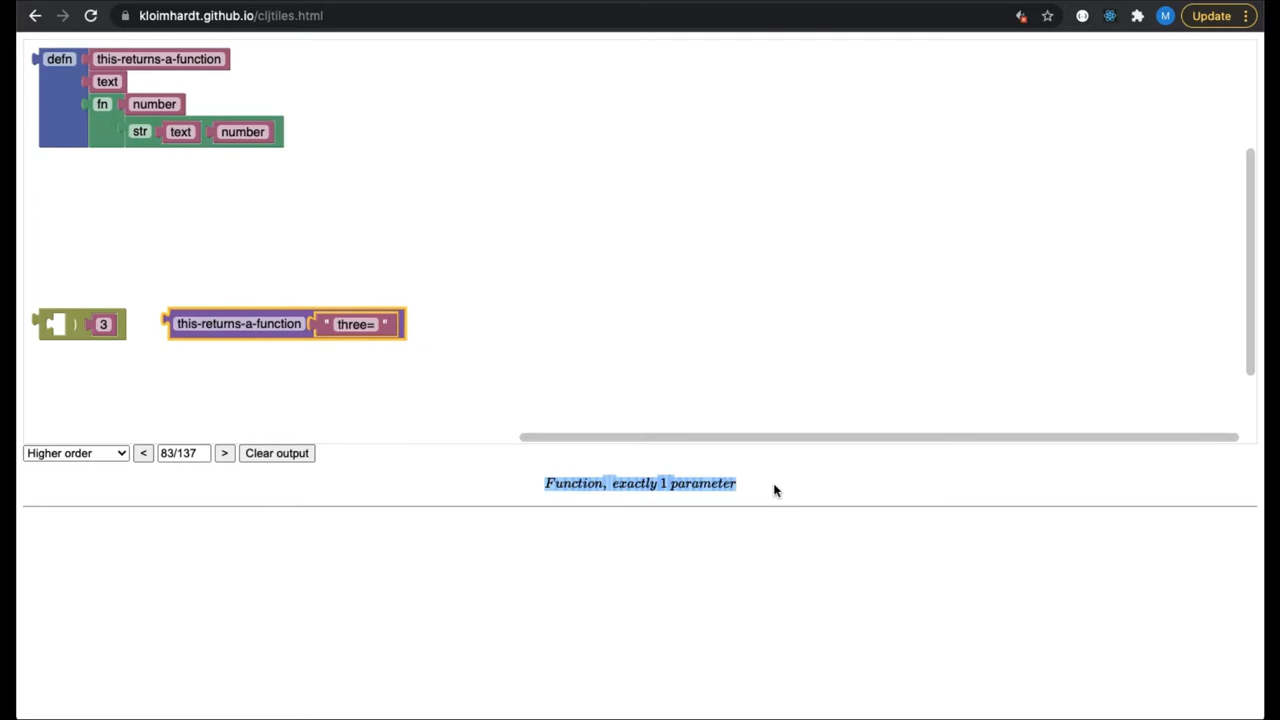 kloimhardt.github.io/cljtiles.html
M
Update
defn this-returns-a-function
text
fn number
str text number
) 3
this-returns-a-function " three= "
Higher order < 83/137 > Clear output
Function, exactly 1 parameter